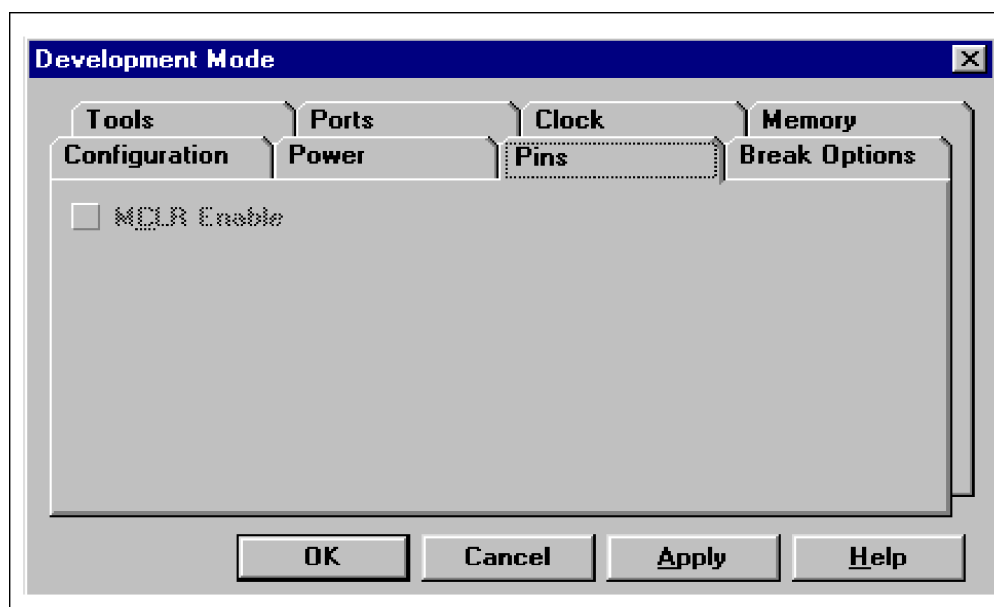 Development Mode
Tools Ports Clock Memory
Configuration Power Pins Break Options
MCLR Enable
OK Cancel Apply Help